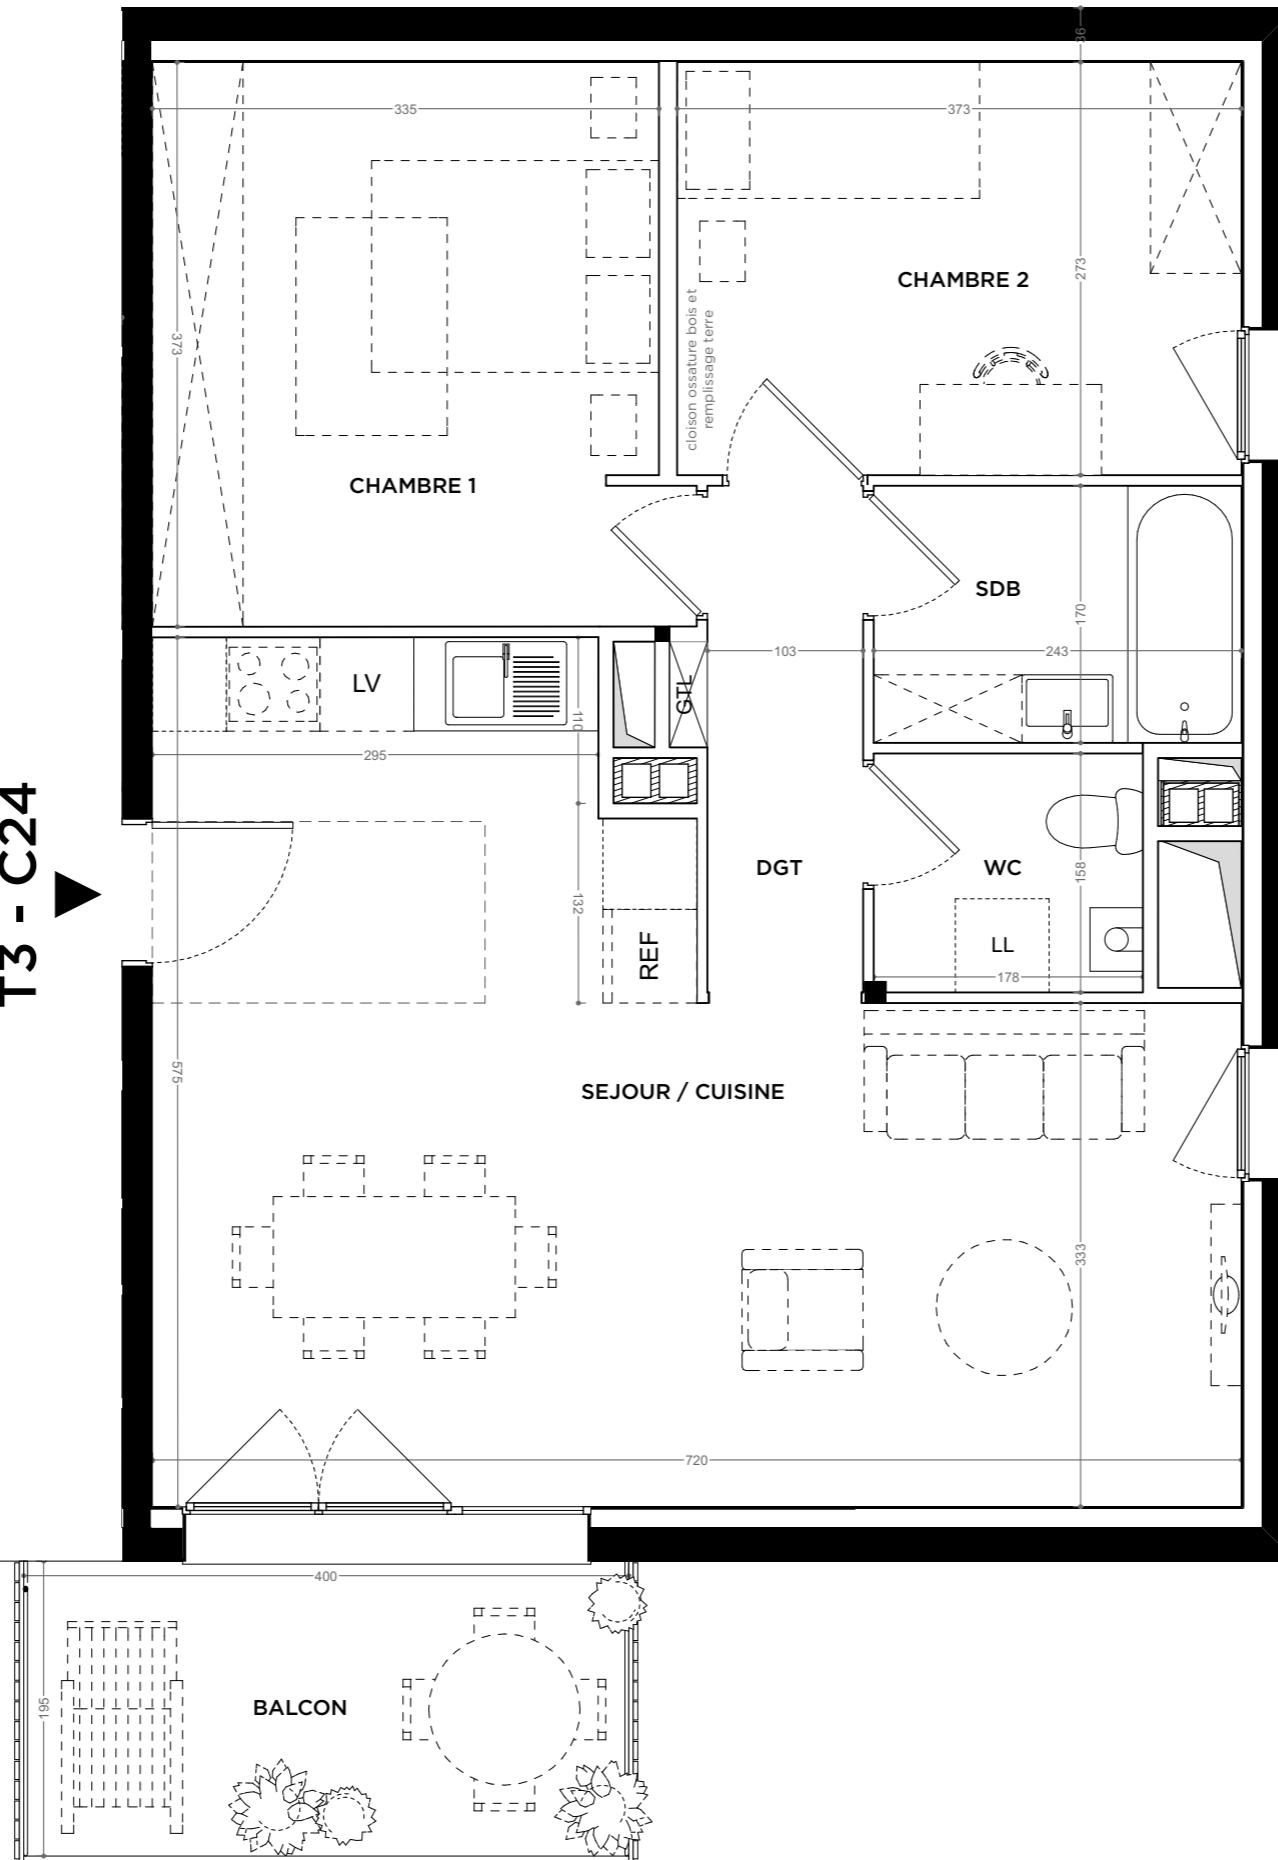 36
335
373
CHAMBRE 2
273
cloison ossature bois et
remplissage terre
373
CHAMBRE 1
SDB
170
103
243
LV
GTL
110
295
T3 - C24
DGT
WC
158
132
REF
LL
178
575
SEJOUR / CUISINE
333
720
400
195
BALCON